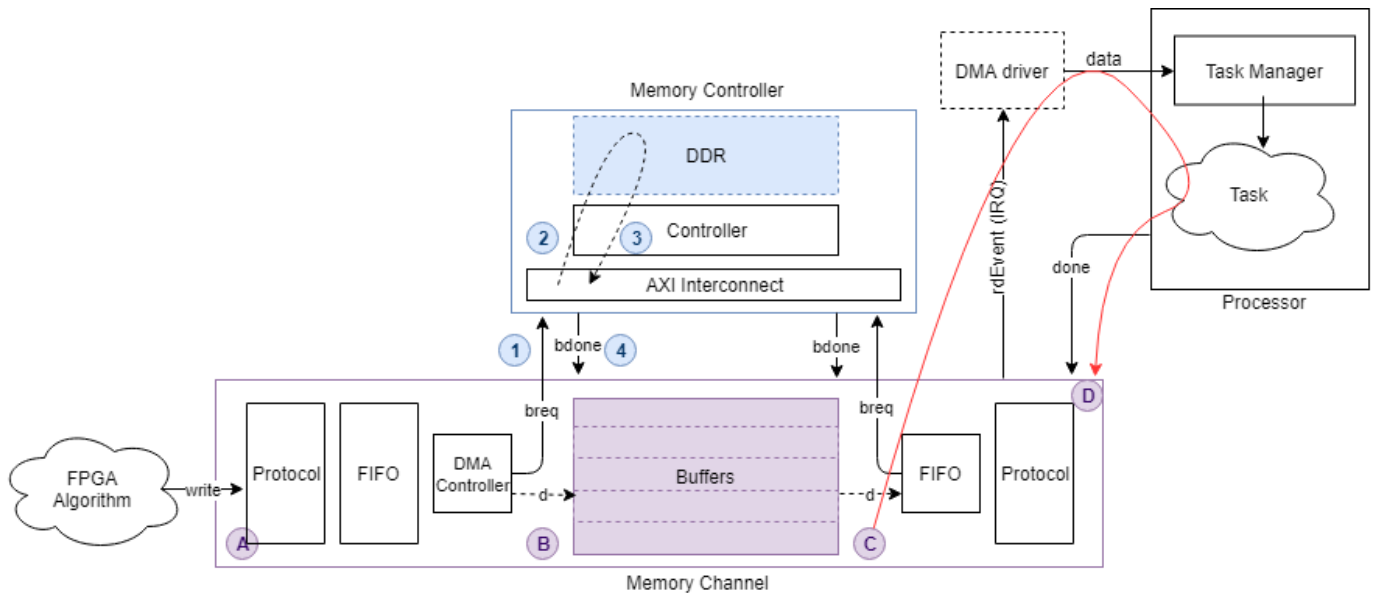 Memory Controller
DDR
2
3
Controller
AXI Interconnect
1
bdone
4
bdone
breq
breq
DMA driver
data
Task Manager
Task
Processor
rdEvent (IRQ)
done
D
FPGA
Algorithm
write
Protocol
FIFO
DMA
Controller
d
Buffers
d
FIFO
Protocol
A
B
C
Memory Channel